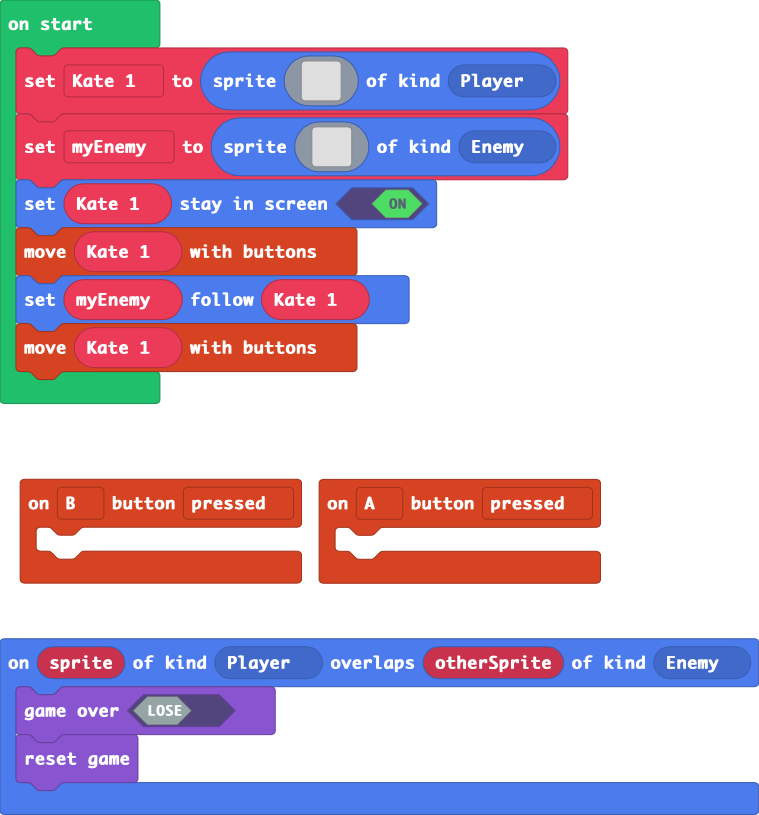 on start
set Kate 1 to sprite of kind Player
set myEnemy to sprite of kind Enemy
set Kate 1 stay in screen ON
move Kate 1 with buttons
set myEnemy follow Kate 1
move Kate 1 with buttons
on B button pressed
on A button pressed
on sprite of kind Player overlaps otherSprite of kind Enemy
game over LOSE
reset game